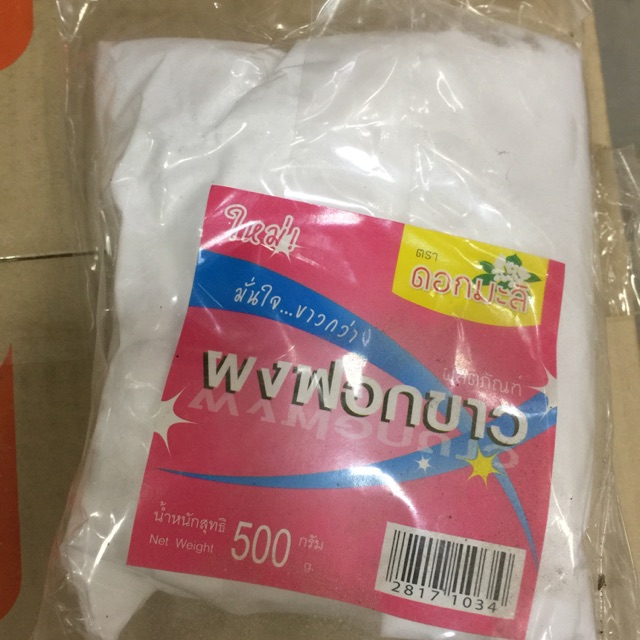 ใหม่!
ตรา
ดอกมะลิ
มั่นใจ...ขาวกว่า
ผลิตภัณฑ์
ผงฟอกขาว
น้ำหนักสุทธิ 500 กรัม
Net Weight g.
2817 1034